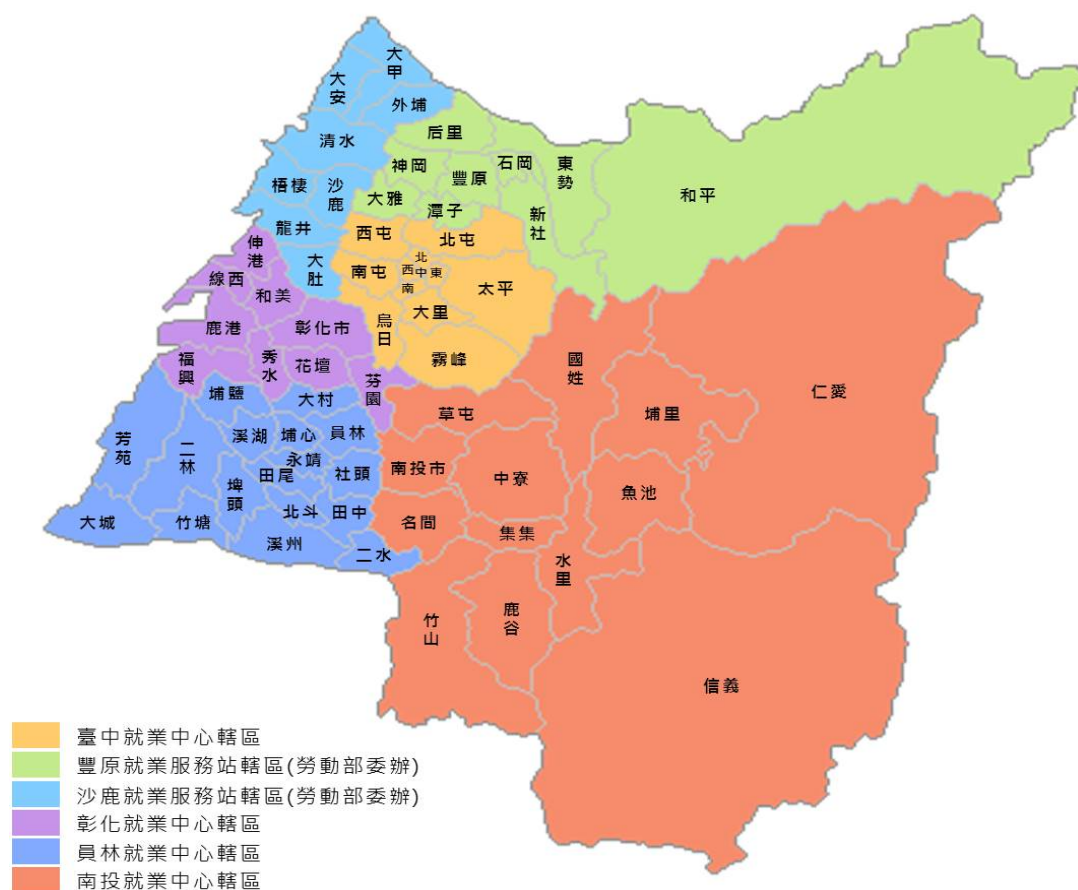 大甲
大安
外埔
清水
后里
石岡
東勢
神岡
豐原
梧棲
沙鹿
大雅
潭子
新社
和平
龍井
西屯
北屯
伸港
大肚
線西
和美
南屯
北
西中東
南
太平
鹿港
彰化市
烏日
大里
福興
秀水
花壇
芬園
霧峰
國姓
仁愛
埔鹽
大村
草屯
埔里
芳苑
二林
溪湖
埔心
員林
永靖
田尾
社頭
南投市
中寮
魚池
埤頭
北斗
田中
名間
集集
大城
竹塘
溪州
二水
水里
竹山
鹿谷
信義
臺中就業中心轄區
豐原就業服務站轄區(勞動部委辦)
沙鹿就業服務站轄區(勞動部委辦)
彰化就業中心轄區
員林就業中心轄區
南投就業中心轄區